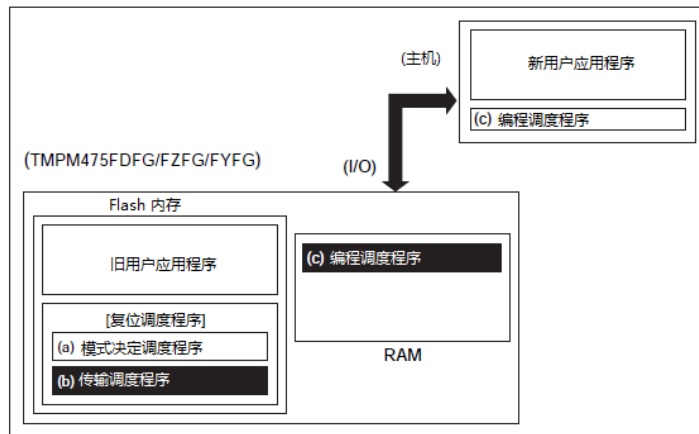 (主机)
新用户应用程序
(c) 编程调度程序
(TMPM475FDFG/FZFG/FYFG)
(I/O)
Flash 内存
旧用户应用程序
(c) 编程调度程序
[复位调度程序]
(a) 模式决定调度程序
(b) 传输调度程序
RAM